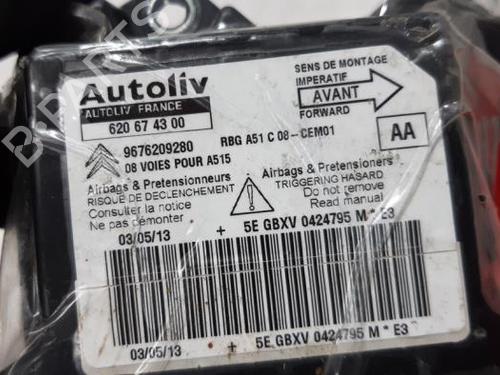 Autoliv
AUTOLIV FRANCE
620 67 43 00
SENS DE MONTAGE
IMPERATIF
AVANT
FORWARD
9676209280
RBG A51 C 08-CEM01
AA
08 VOIES POUR A515
Airbags & Pretensionneurs
RISQUE DE DECLENCHEMENT
Consulter la notice
Ne pas démonter
Airbags & Pretensioners
TRIGGERING HASARD
Do not remove
Read manual
03/05/13 + 5E GBXV 0424795 M * E3
03/05/13 + 5E GBXV 0424795 M * E3
B-PARTS